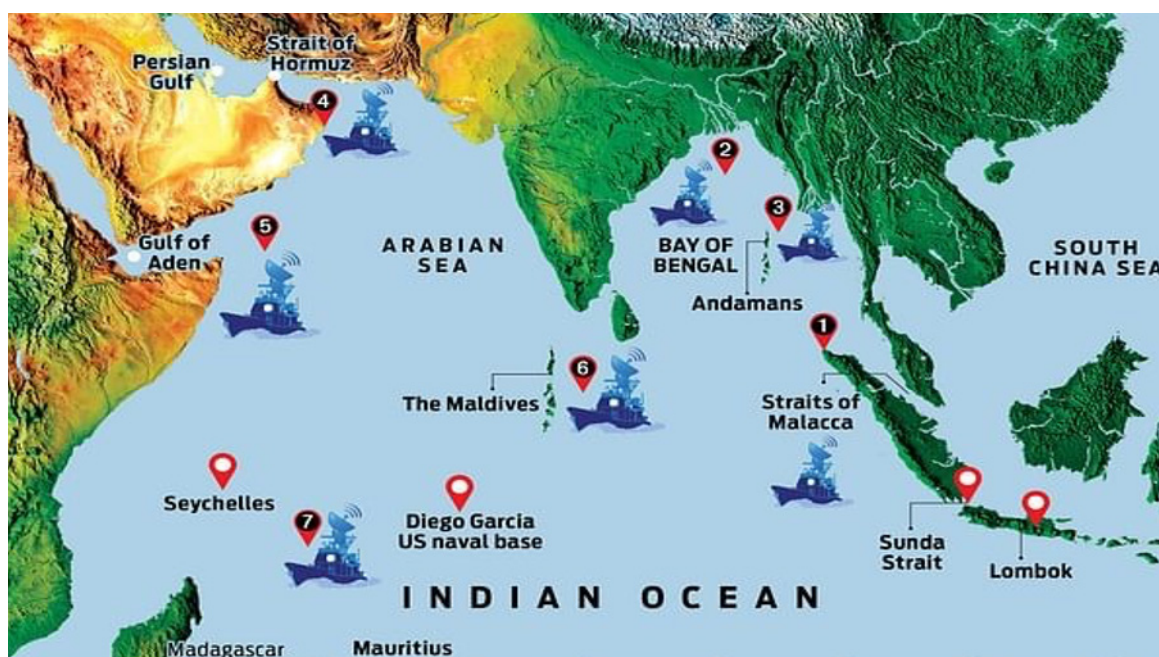 Strait of
Hormuz
Persian
Gulf
4
2
3
5
Gulf of
Aden
ARABIAN
SEA
BAY OF
BENGAL
SOUTH
CHINA SEA
Andamans
1
6
The Maldives
Straits of
Malacca
Seychelles
7
Diego Garcia
US naval base
Sunda
Strait
Lombok
INDIAN OCEAN
Madagascar
Mauritius